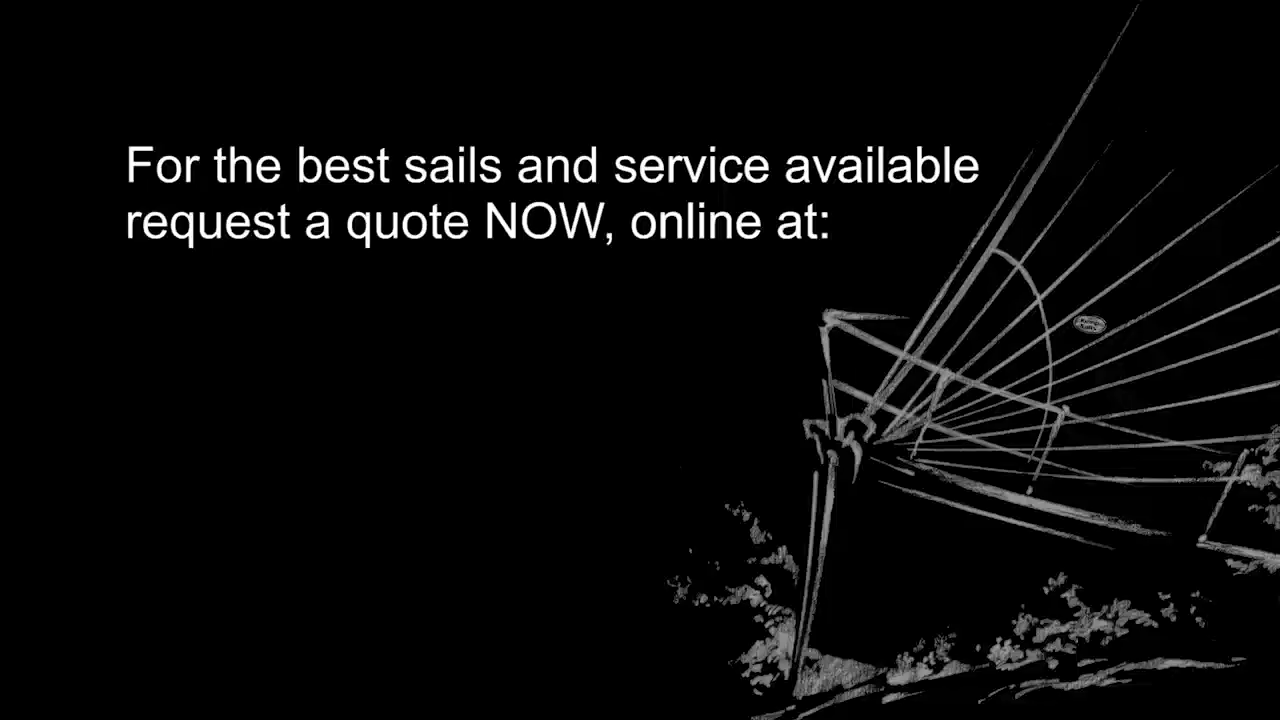 For the best sails and service available
request a quote NOW, online at: